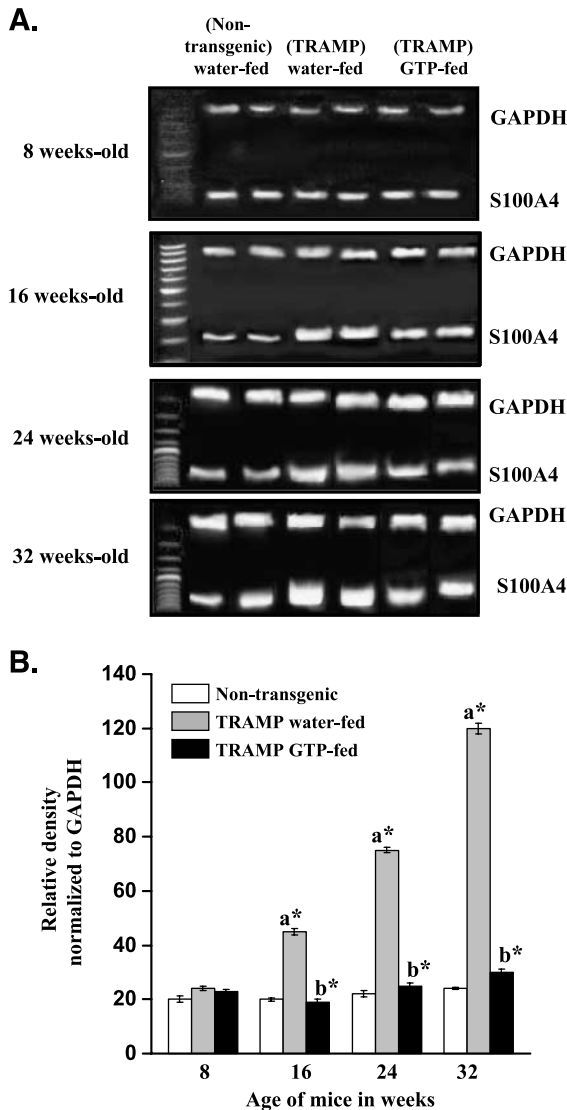 A.
(Non-transgenic) water-fed
(TRAMP) water-fed
(TRAMP) GTP-fed
8 weeks-old
GAPDH
S100A4
16 weeks-old
GAPDH
S100A4
24 weeks-old
GAPDH
S100A4
32 weeks-old
GAPDH
S100A4
B.
Relative density
normalized to GAPDH
140
120
100
80
60
40
20
0
Non-transgenic
TRAMP water-fed
TRAMP GTP-fed
a*
b*
a*
b*
a*
b*
8 16 24 32
Age of mice in weeks